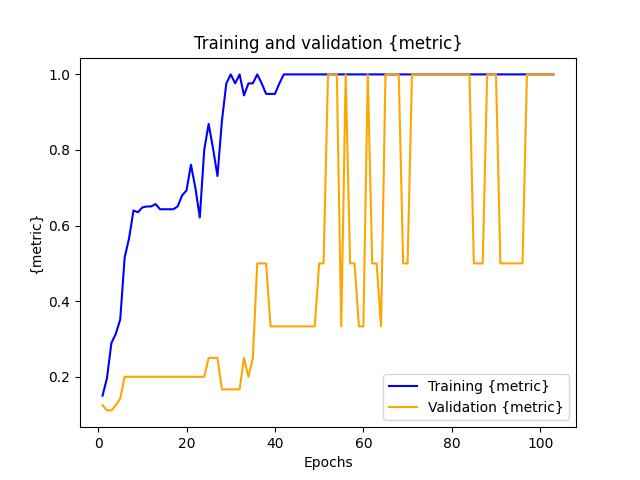 Training and validation {metric}
{metric}
1.0
0.8
0.6
0.4
0.2
0
20
40
60
80
100
Epochs
Training {metric}
Validation {metric}